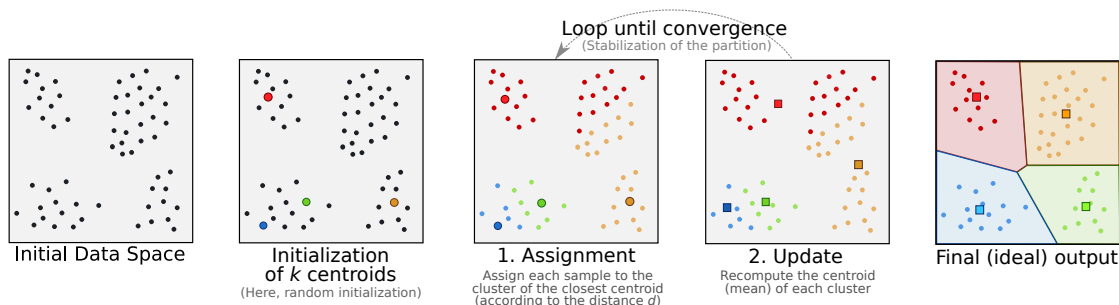 Loop until convergence
(Stabilization of the partition)
Initial Data Space
Initialization
of k centroids
(Here, random initialization)
1. Assignment
Assign each sample to the
cluster of the closest centroid
(according to the distance d)
2. Update
Recompute the centroid
(mean) of each cluster
Final (ideal) output